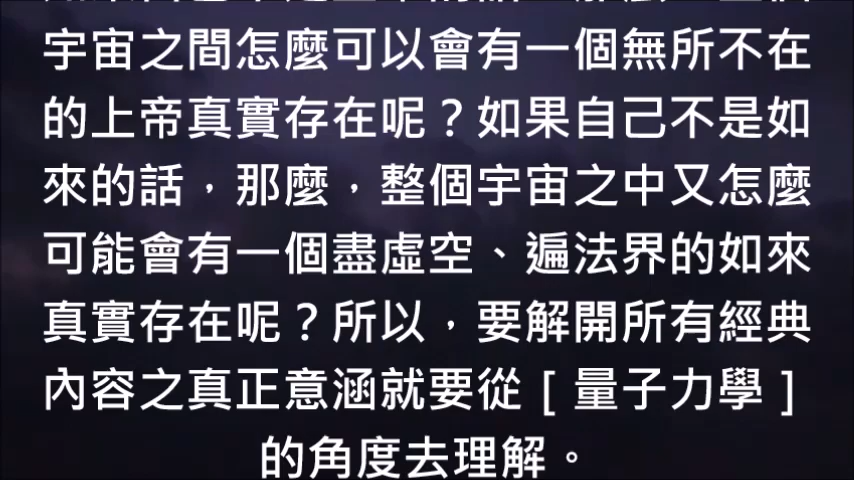 宇宙之間怎麼可以會有一個無所不在
的上帝真實存在呢？如果自己不是如
來的話，那麼，整個宇宙之中又怎麼
可能會有一個盡虛空、遍法界的如來
真實存在呢？所以，要解開所有經典
內容之真正意涵就要從［量子力學］
的角度去理解。